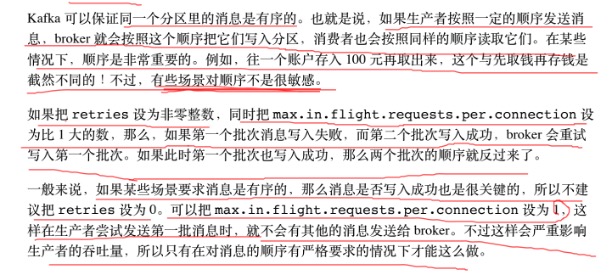 Kafka 可以保证同一个分区里的消息是有序的。也就是说，如果生产者按照一定的顺序发送消
息，broker 就会按照这个顺序把它们写入分区，消费者也会按照同样的顺序读取它们。在某些
情况下，顺序是非常重要的。例如，往一个账户存入 100 元再取出来，这个与先取钱再存钱是
截然不同的！不过，有些场景对顺序不是很敏感。
如果把 retries 设为非零整数，同时把 max.in.flight.requests.per.connection 设
为比 1 大的数，那么，如果第一个批次消息写入失败，而第二个批次写入成功，broker 会重试
写入第一个批次。如果此时第一个批次也写入成功，那么两个批次的顺序就反过来了。
一般来说，如果某些场景要求消息是有序的，那么消息是否写入成功也是很关键的，所以不建
议把 retries 设为 0。可以把 max.in.flight.requests.per.connection 设为 1，这
样在生产者尝试发送第一批消息时，就不会有其他的消息发送给 broker。不过这样会严重影响
生产者的吞吐量，所以只有在对消息的顺序有严格要求的情况下才能这么做。